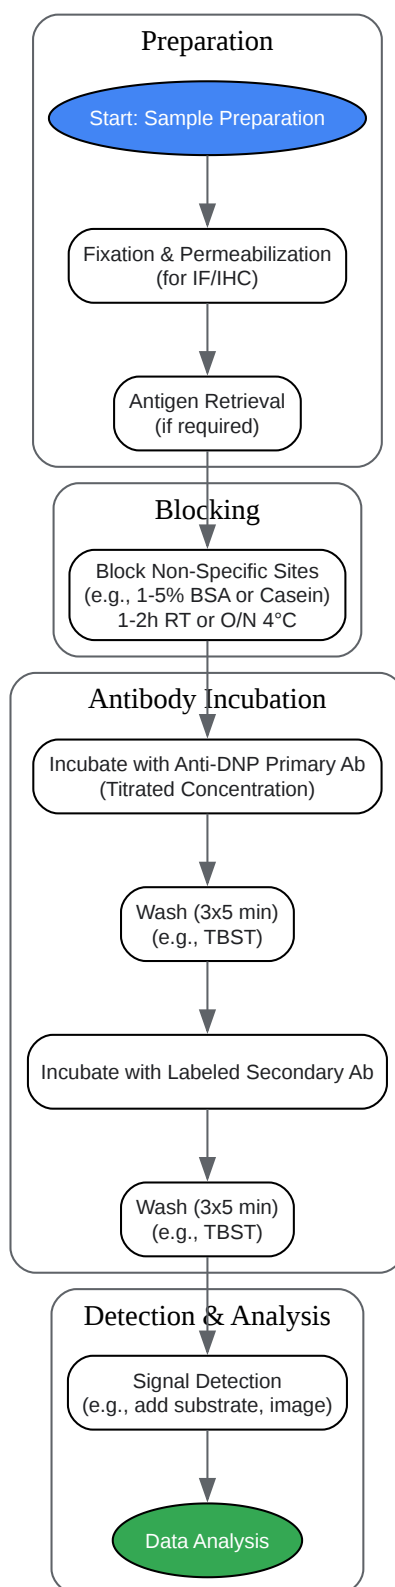 Preparation
Start: Sample Preparation
Fixation & Permeabilization
(for IF/IHC)
Antigen Retrieval
(if required)
Blocking
Block Non-Specific Sites
(e.g., 1-5% BSA or Casein)
1-2h RT or O/N 4°C
Antibody Incubation
Incubate with Anti-DNP Primary Ab
(Titrated Concentration)
Wash (3x5 min)
(e.g., TBST)
Incubate with Labeled Secondary Ab
Wash (3x5 min)
(e.g., TBST)
Detection & Analysis
Signal Detection
(e.g., add substrate, image)
Data Analysis